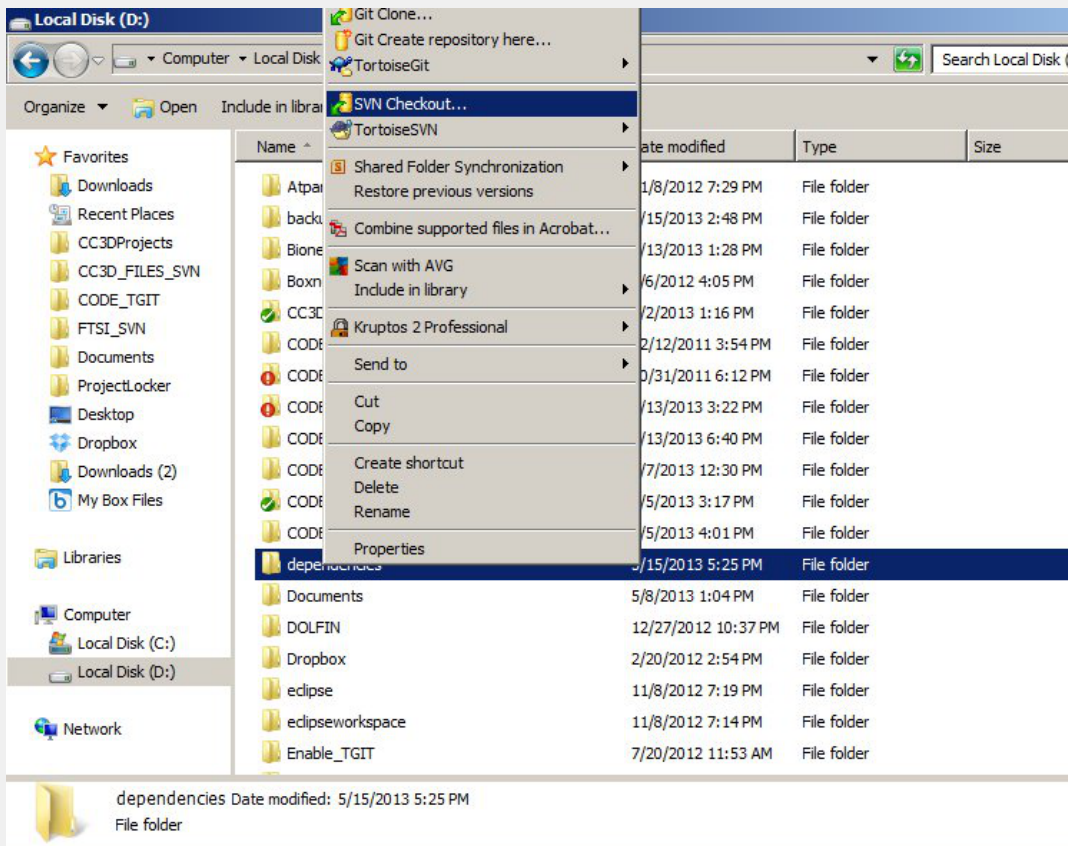 Local Disk (D:)
Git Clone...
Git Create repository here...
TortoiseGit
Computer Local Disk
Search Local Disk (
SVN Checkout...
TortoiseSVN
Organize Open Include in librar
Name ate modified Type Size
Shared Folder Synchronization
Restore previous versions
Combine supported files in Acrobat...
Scan with AVG
Include in library
Kruptos 2 Professional
Send to
Cut
Copy
Create shortcut
Delete
Rename
Properties
Favorites
Downloads
Recent Places
CC3DProjects
CC3D_FILES_SVN
CODE_TGIT
FTSI_SVN
Documents
ProjectLocker
Desktop
Dropbox
Downloads (2)
My Box Files
Libraries
Computer
Local Disk (C:)
Local Disk (D:)
Network
Atpar 1/8/2012 7:29 PM File folder
backu /15/2013 2:48 PM File folder
Bione /13/2013 1:28 PM File folder
Boxn /6/2012 4:05 PM File folder
CC3D /2/2013 1:16 PM File folder
CODE 2/12/2011 3:54 PM File folder
CODE 0/31/2011 6:12 PM File folder
CODE /13/2013 3:22 PM File folder
CODE /13/2013 6:40 PM File folder
CODE /7/2013 12:30 PM File folder
CODE /5/2013 3:17 PM File folder
CODE /5/2013 4:01 PM File folder
dependencies 5/15/2013 5:25 PM File folder
Documents 5/8/2013 1:04 PM File folder
DOLFIN 12/27/2012 10:37 PM File folder
Dropbox 2/20/2012 2:54 PM File folder
eclipse 11/8/2012 7:19 PM File folder
eclipseworkspace 11/8/2012 7:14 PM File folder
Enable_TGIT 7/20/2012 11:53 AM File folder
dependencies Date modified: 5/15/2013 5:25 PM
File folder